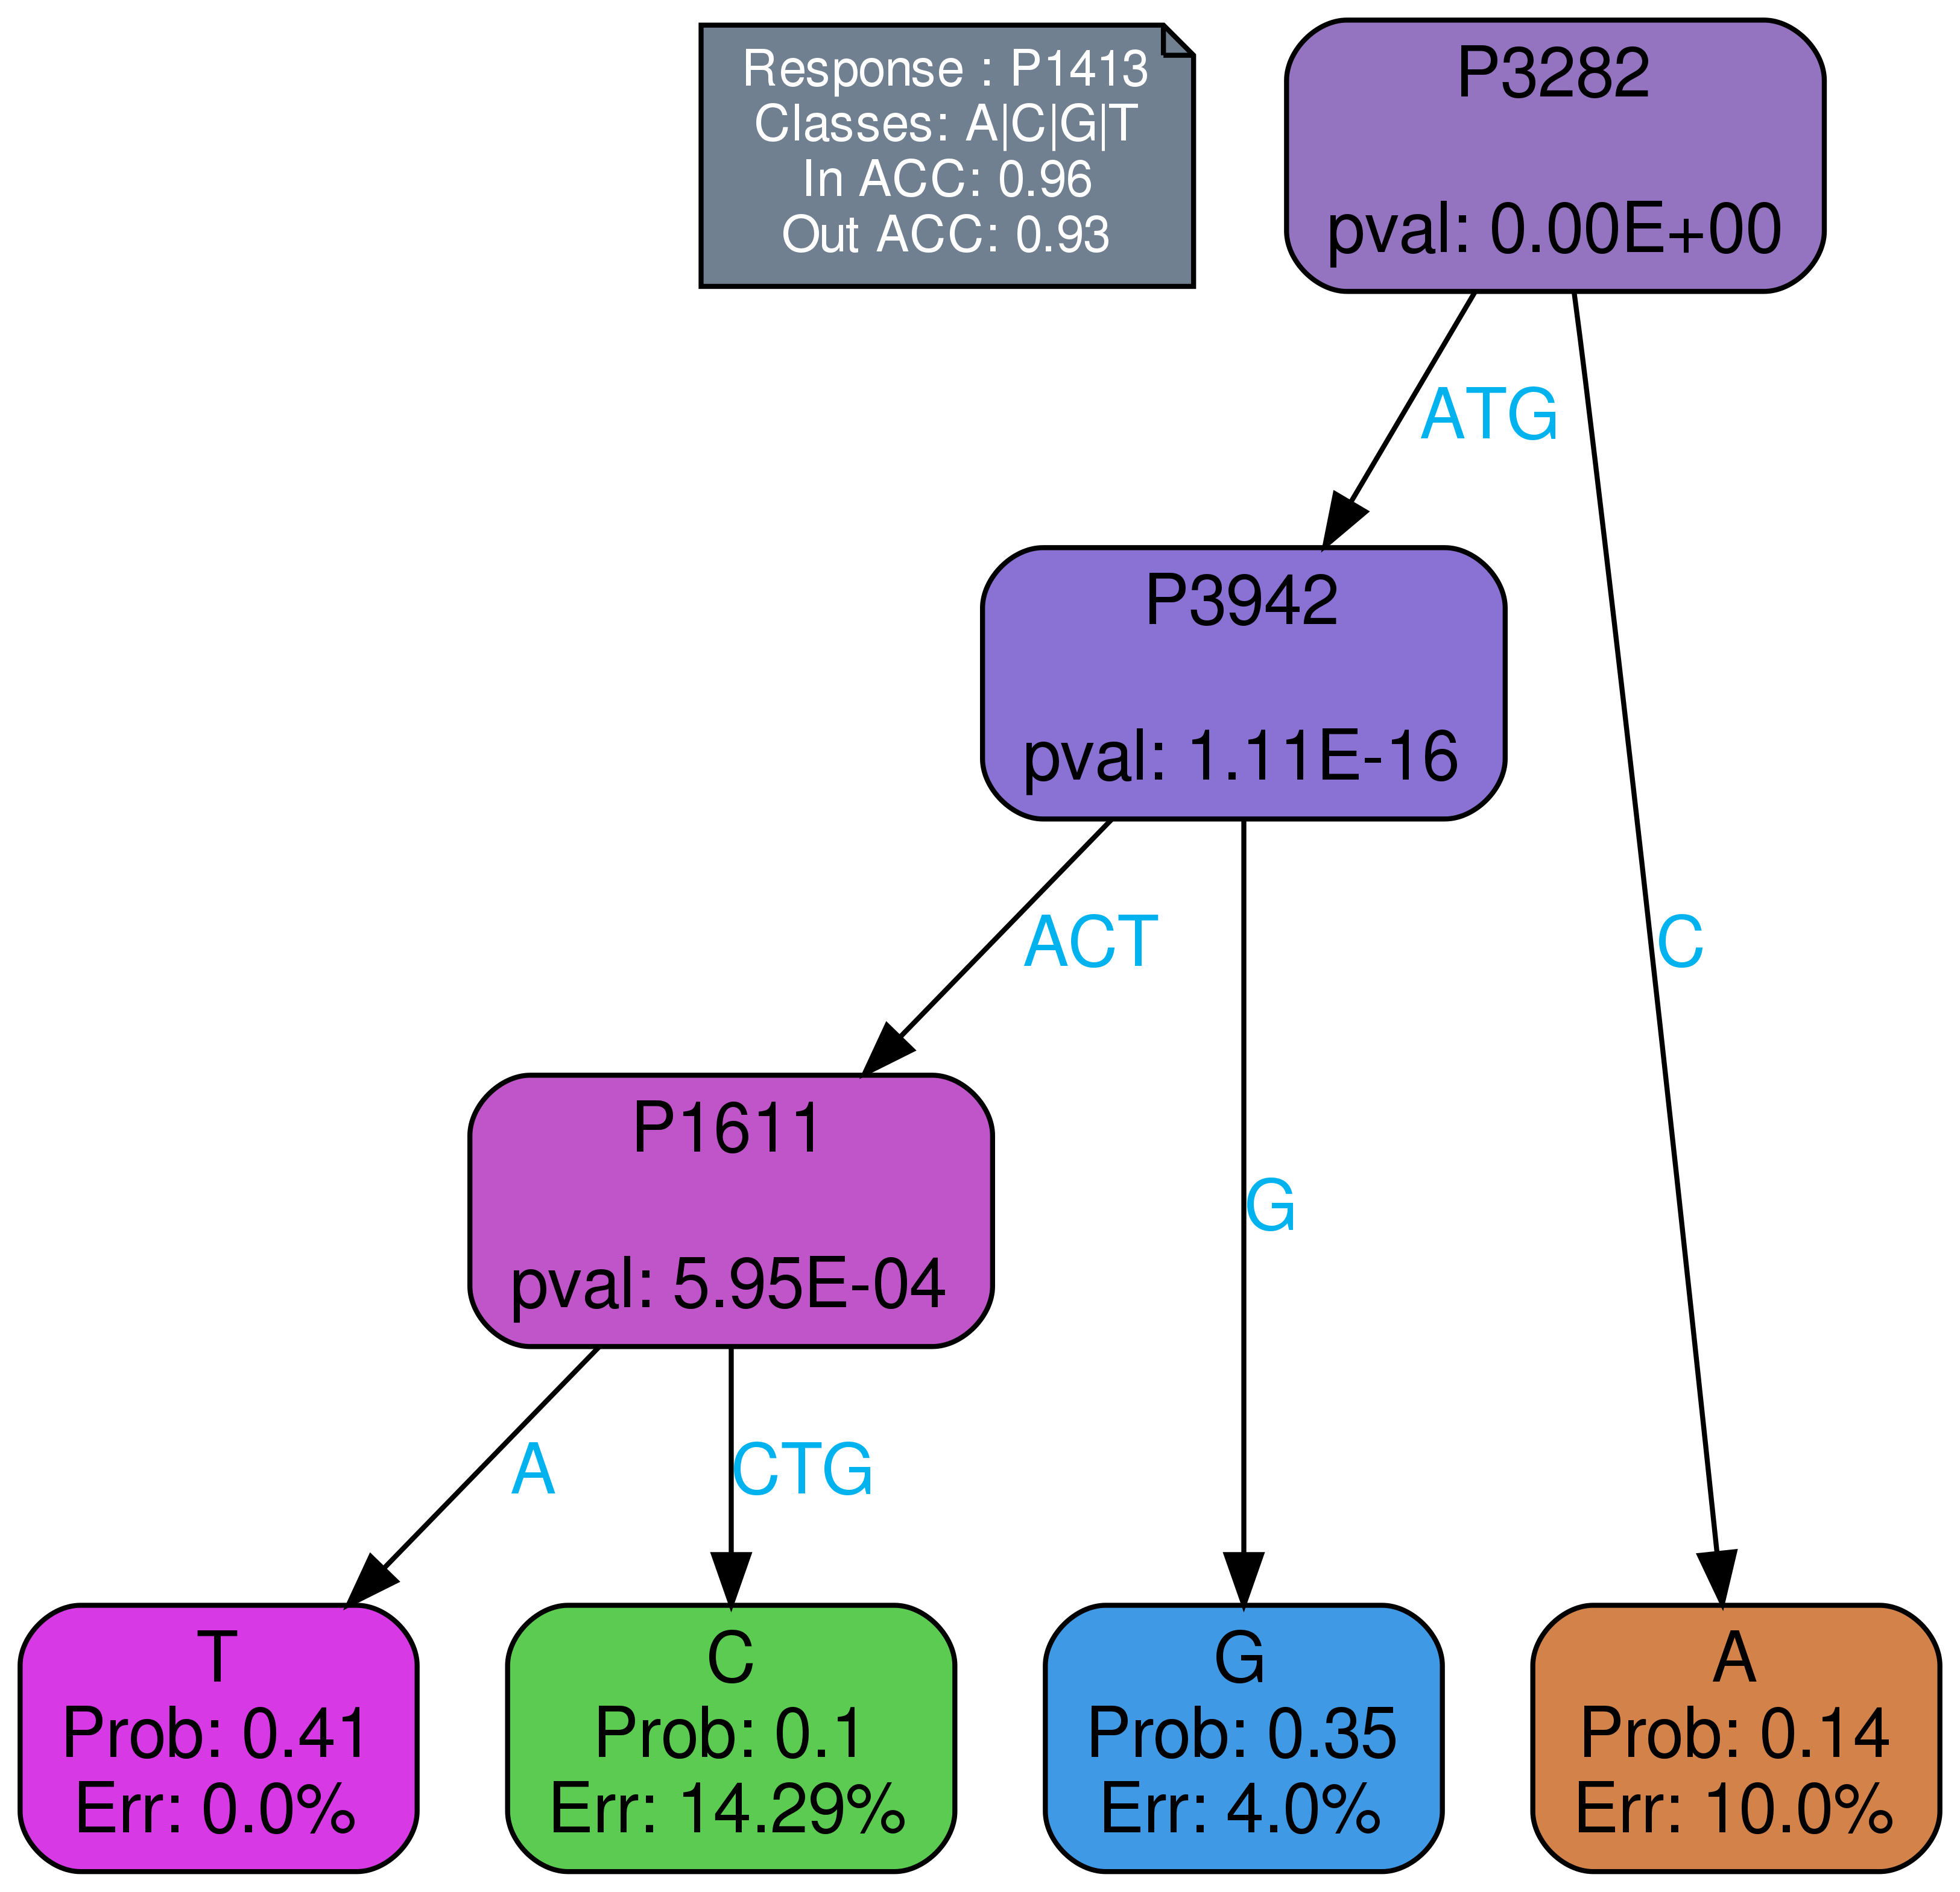 Response : P1413
Classes: A|C|G|T
In ACC: 0.96
Out ACC: 0.93
P3282
pval: 0.00E+00
ATG
P3942
pval: 1.11E-16
ACT
C
P1611
pval: 5.95E-04
G
A
CTG
T
Prob: 0.41
Err: 0.0%
C
Prob: 0.1
Err: 14.29%
G
Prob: 0.35
Err: 4.0%
A
Prob: 0.14
Err: 10.0%